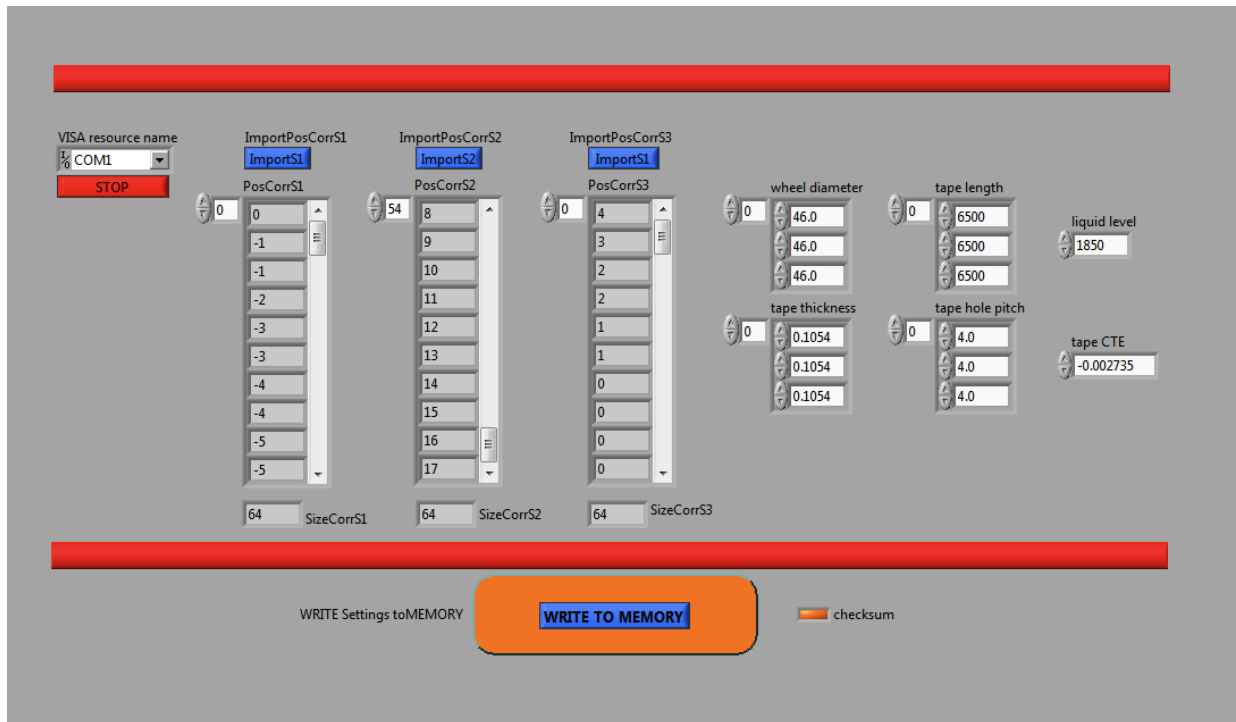 VISA resource name
COM1
STOP
ImportPosCorrS1
ImportS1
PosCorrS1
0
0
-1
-1
-2
-3
-3
-4
-4
-5
-5
64
SizeCorrS1
ImportPosCorrS2
ImportS2
PosCorrS2
54
8
9
10
11
12
13
14
15
16
17
64
SizeCorrS2
ImportPosCorrS3
ImportS1
PosCorrS3
0
4
3
2
2
1
1
0
0
0
0
64
SizeCorrS3
wheel diameter
0
46.0
46.0
46.0
tape length
0
6500
6500
6500
liquid level
1850
tape thickness
0
0.1054
0.1054
0.1054
tape hole pitch
0
4.0
4.0
4.0
tape CTE
-0.002735
WRITE Settings toMEMORY
WRITE TO MEMORY
checksum